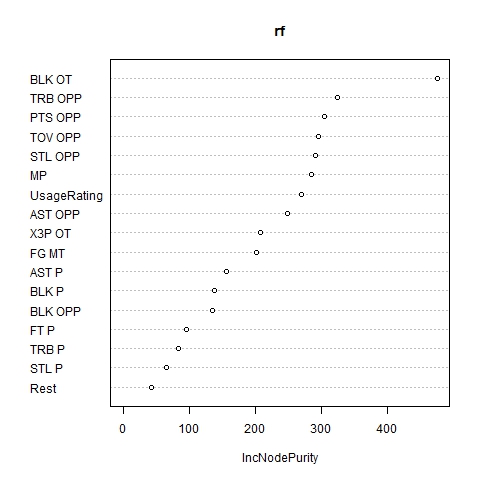 rf
BLK OT
TRB OPP
PTS OPP
TOV OPP
STL OPP
MP
UsageRating
AST OPP
X3P OT
FG MT
AST P
BLK P
BLK OPP
FT P
TRB P
STL P
Rest
0 100 200 300 400
IncNodePurity